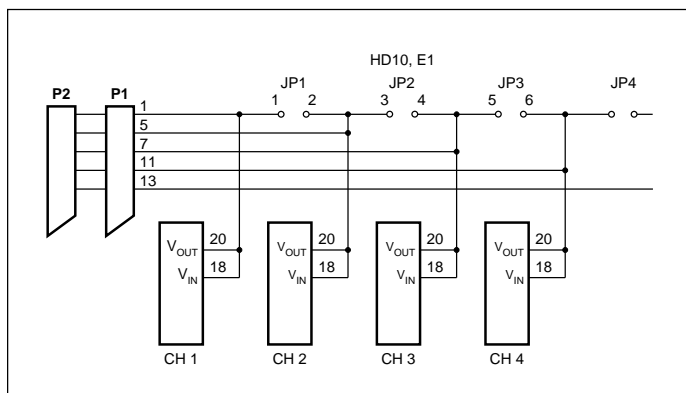 HD10, E1
P2 P1 JP1 JP2 JP3 JP4
1 1 2 3 4 5 6
5
7
11
13
VOUT 20 VOUT 20 VOUT 20 VOUT 20
VIN 18 VIN 18 VIN 18 VIN 18
CH 1 CH 2 CH 3 CH 4